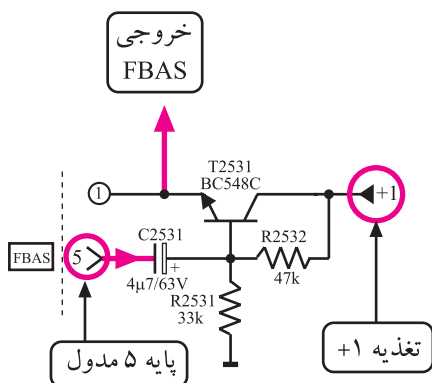 خروجی
FBAS
T2531
BC548C
1
+1
C2531
R2532
FBAS
5
+
4µ7/63V
47k
R2531
33k
پایه ۵ مدول
تغذیه ۱+